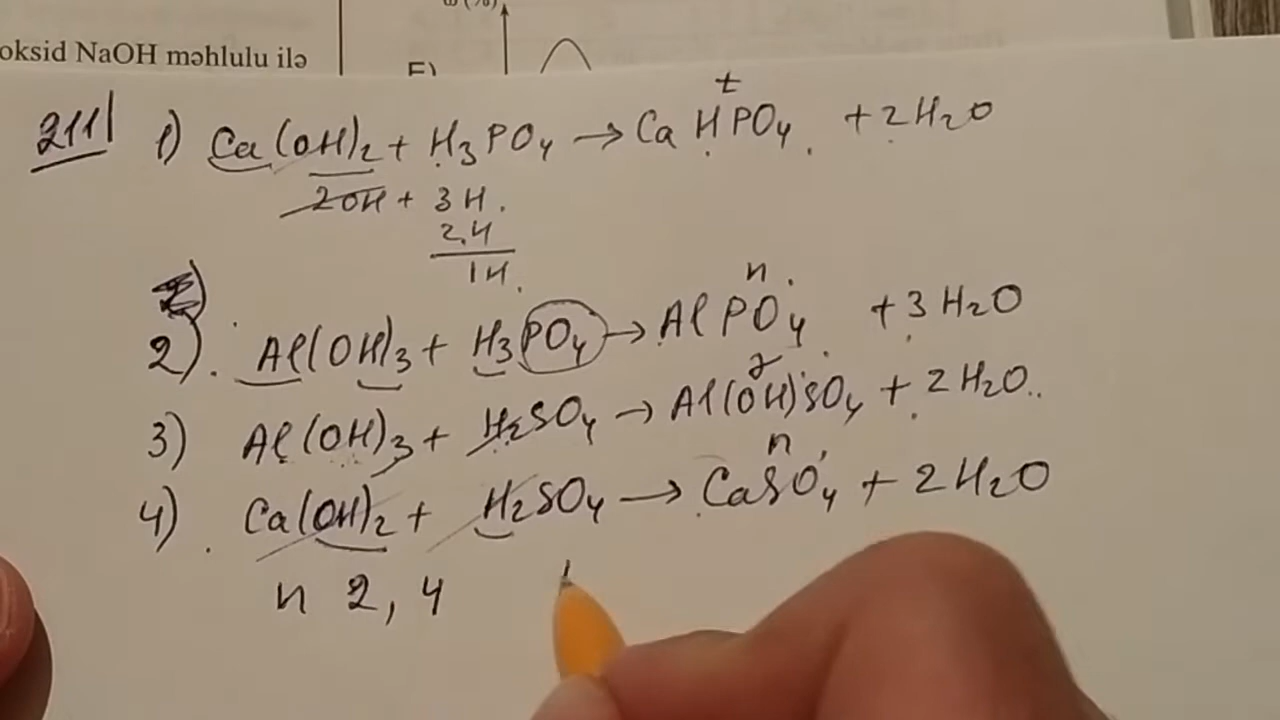 ω (%)
oksid NaOH məhlulu ilə
E)
211|
t
1) Ca(OH)₂ + H₃PO₄ → CaHPO₄ + 2H₂O
2OH + 3H.
2.H
1H.
n
2) Al(OH)₃ + H₃PO₄ → AlPO₄ + 3H₂O
3) Al(OH)₃ + H₂SO₄ → Al(OH)SO₄ + 2H₂O
n
4) Ca(OH)₂ + H₂SO₄ → CaSO₄ + 2H₂O
n 2, 4